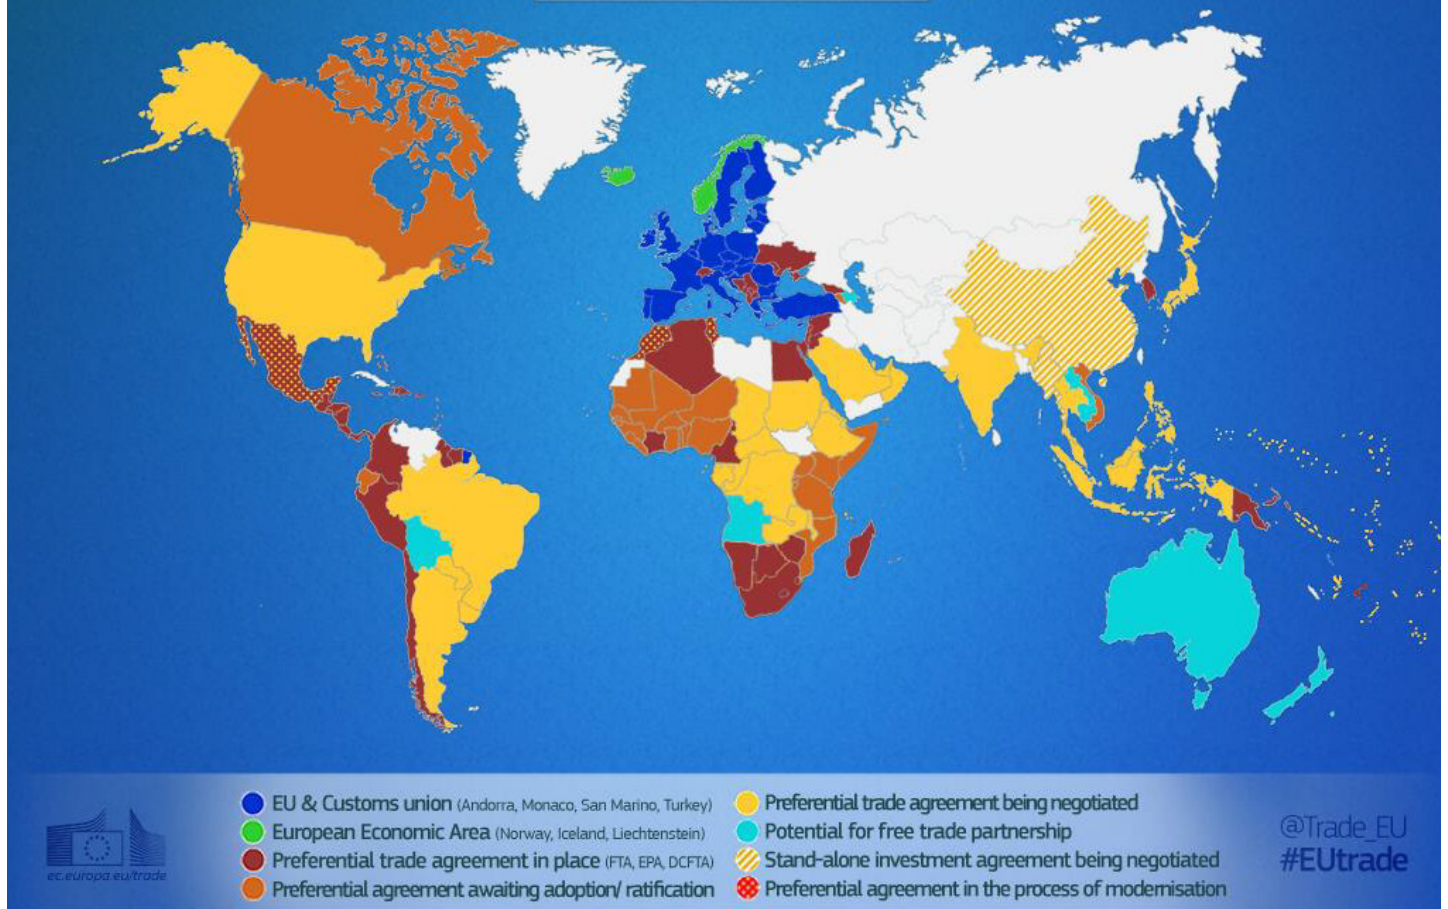 EU & Customs union (Andorra, Monaco, San Marino, Turkey)
European Economic Area (Norway, Iceland, Liechtenstein)
Preferential trade agreement in place (FTA, EPA, DCFTA)
Preferential agreement awaiting adoption/ ratification
Preferential trade agreement being negotiated
Potential for free trade partnership
Stand-alone investment agreement being negotiated
Preferential agreement in the process of modernisation
ec.europa.eu/trade
@Trade_EU
#EUtrade